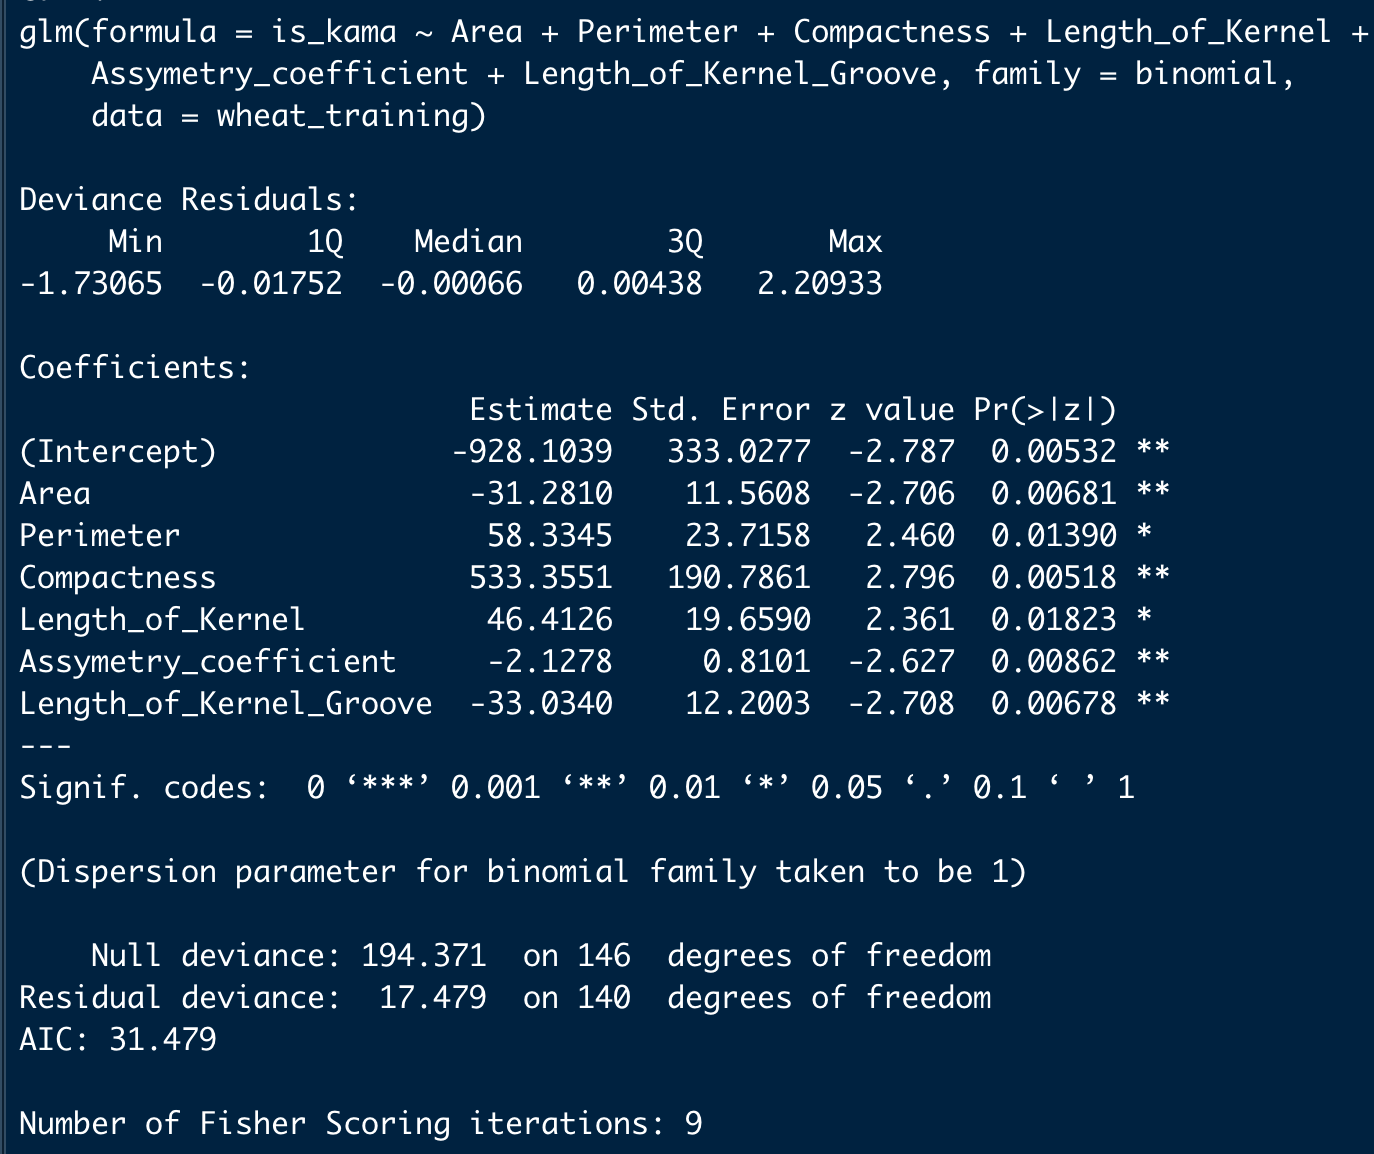 glm(formula = is_kama ~ Area + Perimeter + Compactness + Length_of_Kernel +
    Assymetry_coefficient + Length_of_Kernel_Groove, family = binomial,
    data = wheat_training)

Deviance Residuals:
     Min        1Q    Median        3Q       Max
-1.73065  -0.01752  -0.00066   0.00438   2.20933

Coefficients:
                         Estimate Std. Error z value Pr(>|z|)
(Intercept)             -928.1039   333.0277  -2.787  0.00532 **
Area                     -31.2810    11.5608  -2.706  0.00681 **
Perimeter                 58.3345    23.7158   2.460  0.01390 *
Compactness              533.3551   190.7861   2.796  0.00518 **
Length_of_Kernel          46.4126    19.6590   2.361  0.01823 *
Assymetry_coefficient     -2.1278     0.8101  -2.627  0.00862 **
Length_of_Kernel_Groove  -33.0340    12.2003  -2.708  0.00678 **
---
Signif. codes:  0 ‘***’ 0.001 ‘**’ 0.01 ‘*’ 0.05 ‘.’ 0.1 ‘ ’ 1

(Dispersion parameter for binomial family taken to be 1)

    Null deviance: 194.371  on 146  degrees of freedom
Residual deviance:  17.479  on 140  degrees of freedom
AIC: 31.479

Number of Fisher Scoring iterations: 9